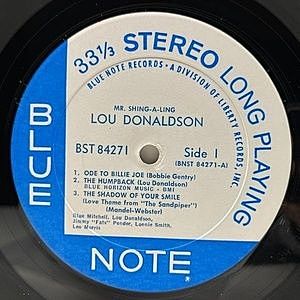 33⅓ STEREO LONG PLAYING
BLUE NOTE RECORDS • A DIVISION OF LIBERTY RECORDS, INC.
MR. SHING-A-LING
LOU DONALDSON
BST 84271
Side 1
(BNST 84271-A)
1. ODE TO BILLIE JOE (Bobbie Gentry)
2. THE HUMPBACK (Lou Donaldson)
BLUE HORIZON MUSIC - BMI
3. THE SHADOW OF YOUR SMILE
(Love Theme from "The Sandpiper")
(Mandel-Webster)
Blue Mitchell, Lou Donaldson,
Jimmy "Fats" Ponder, Lonnie Smith,
Leo Morris
BLUE
NOTE
®